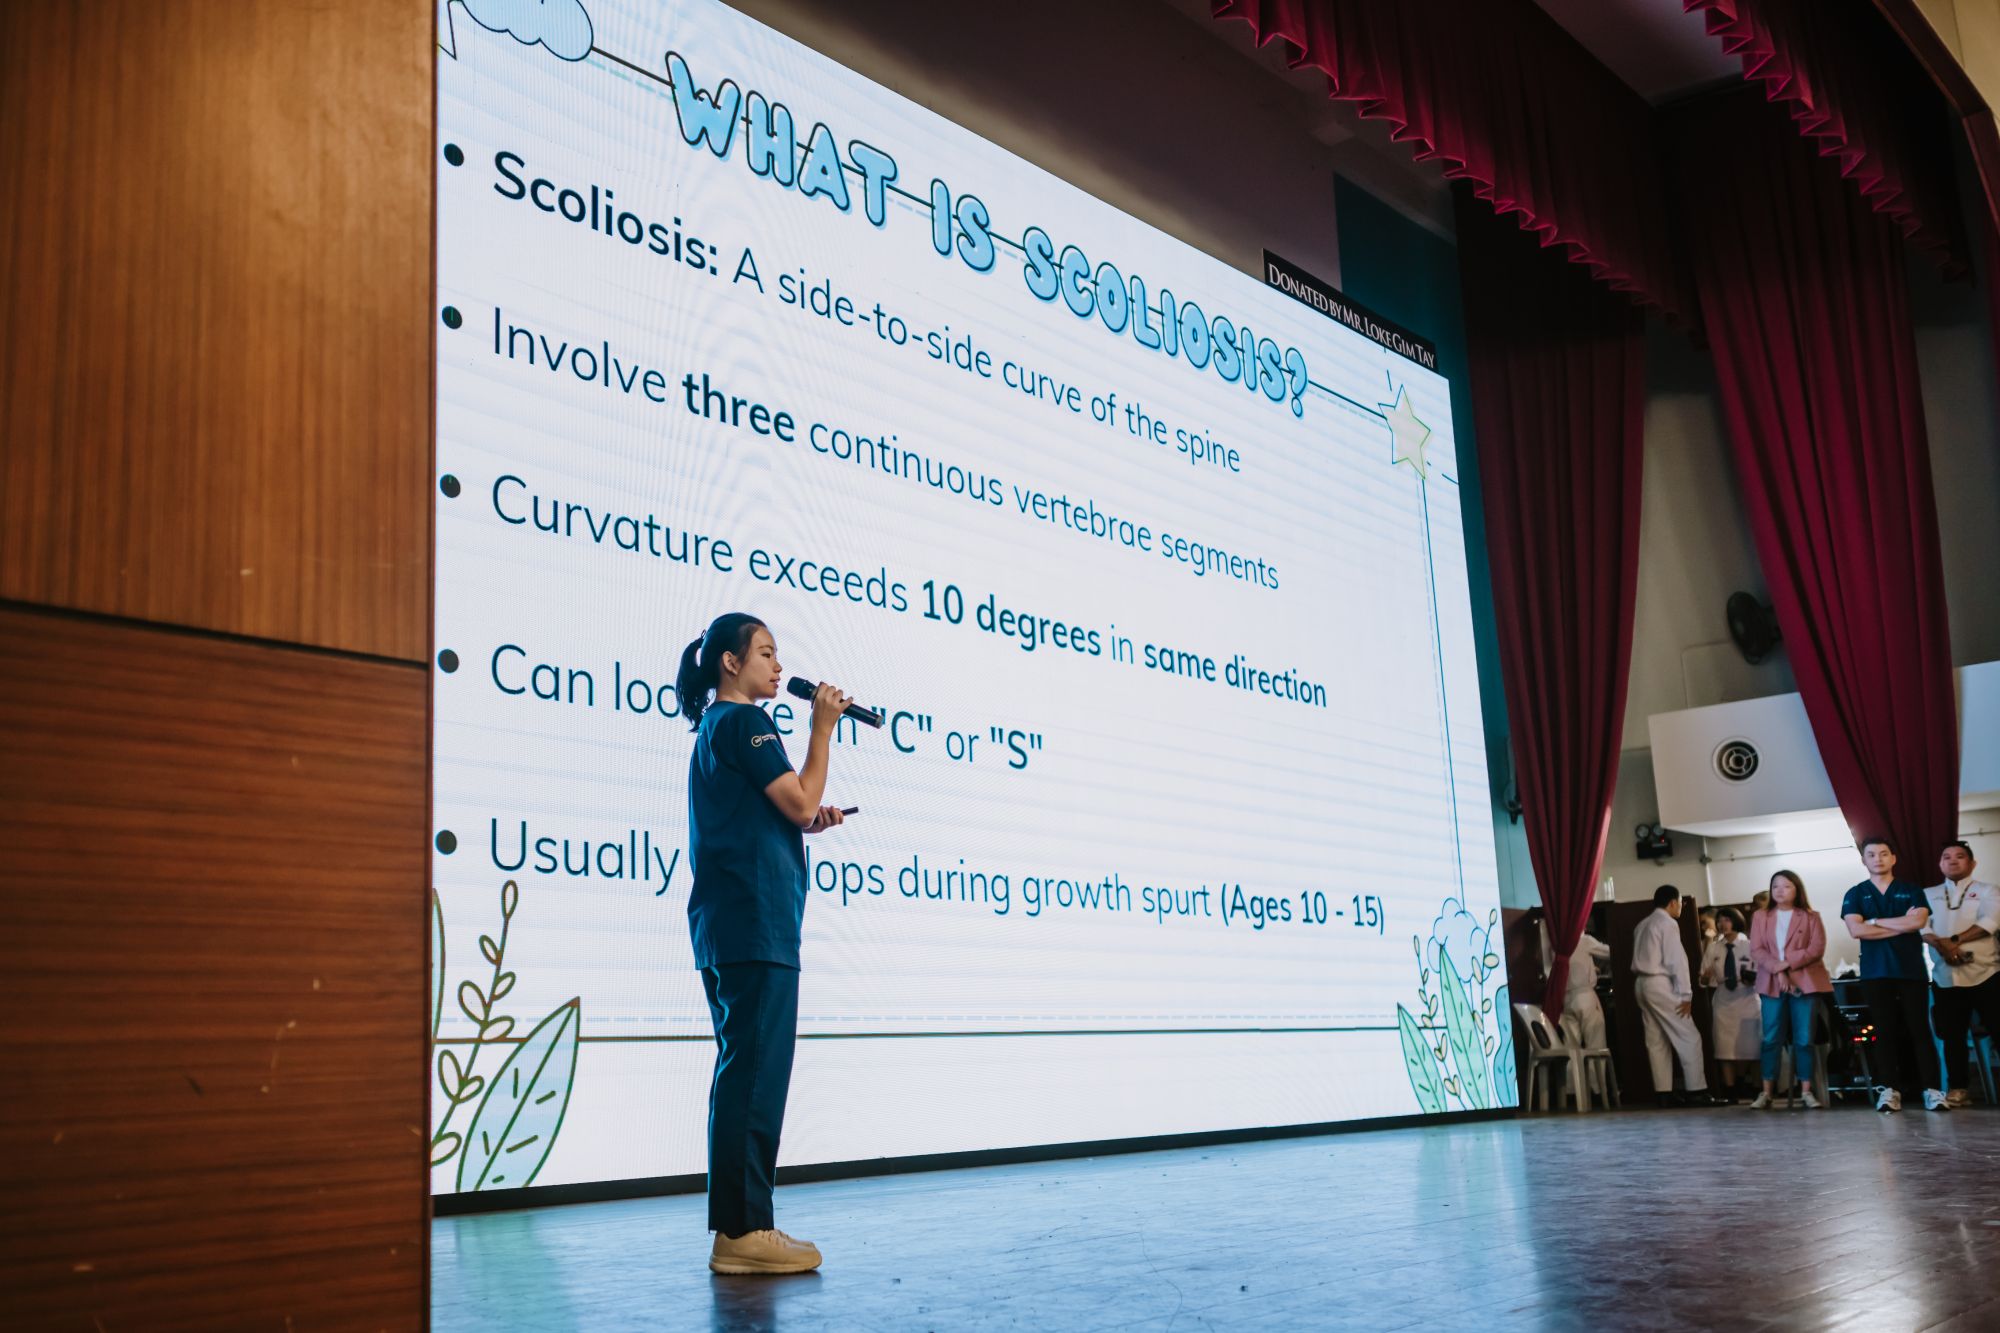 WHAT IS SCOLIOSIS?
DONATED BY MR. LOKE GIM TAY
• Scoliosis: A side-to-side curve of the spine
• Involve three continuous vertebrae segments
• Curvature exceeds 10 degrees in same direction
• Can "C" or "S"
• Usually during growth spurt (Ages 10 - 15)